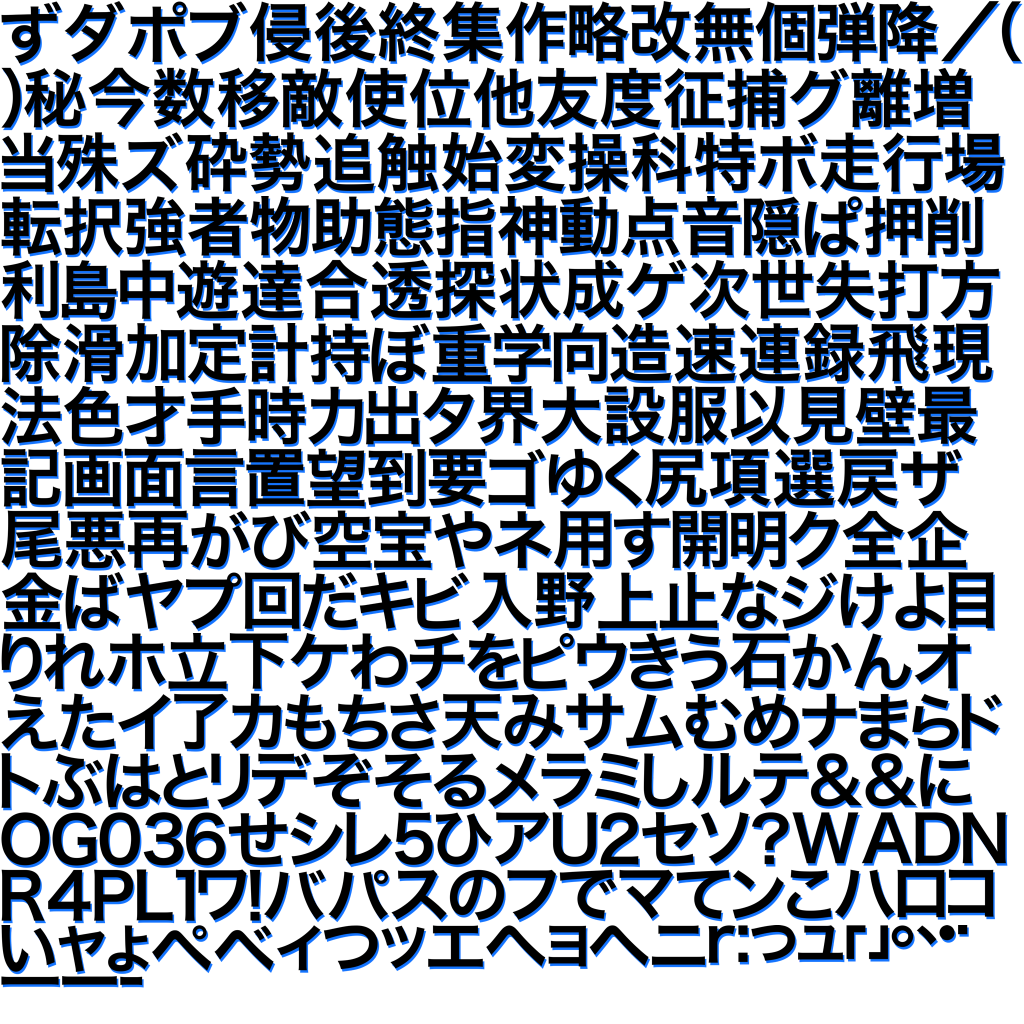 ずダポブ侵後終集作略改無個弾降／(
)秘今数移敵使位他友度征捕グ離増
当殊ズ砕勢追触始変操科特ボ走行場
転択強者物助態指神動点音隠ぱ押削
利島中遊達合透探状成ゲ次世失打方
除滑加定計持ぼ重学向造速連録飛現
法色才手時力出タ界大設服以見壁最
記画面言置望到要ゴゆく尻項選戻ザ
尾悪再がび空宝やネ用す開明ク全企
金ばヤプ回だキビ入野上止なジけよ目
りれホ立下ケわチをピウきう石かんオ
えたイ了カもちさ天みサムむめナまらド
トぶはとリデぞそるメラミしルテ&&に
OG036せシレ5ひアU2セソ?WADN
R4PL1ワ!バパスのフでマてンこハロコ
いャょペベィつッエヘョへニr:っュ「」°、•¨
ー一-